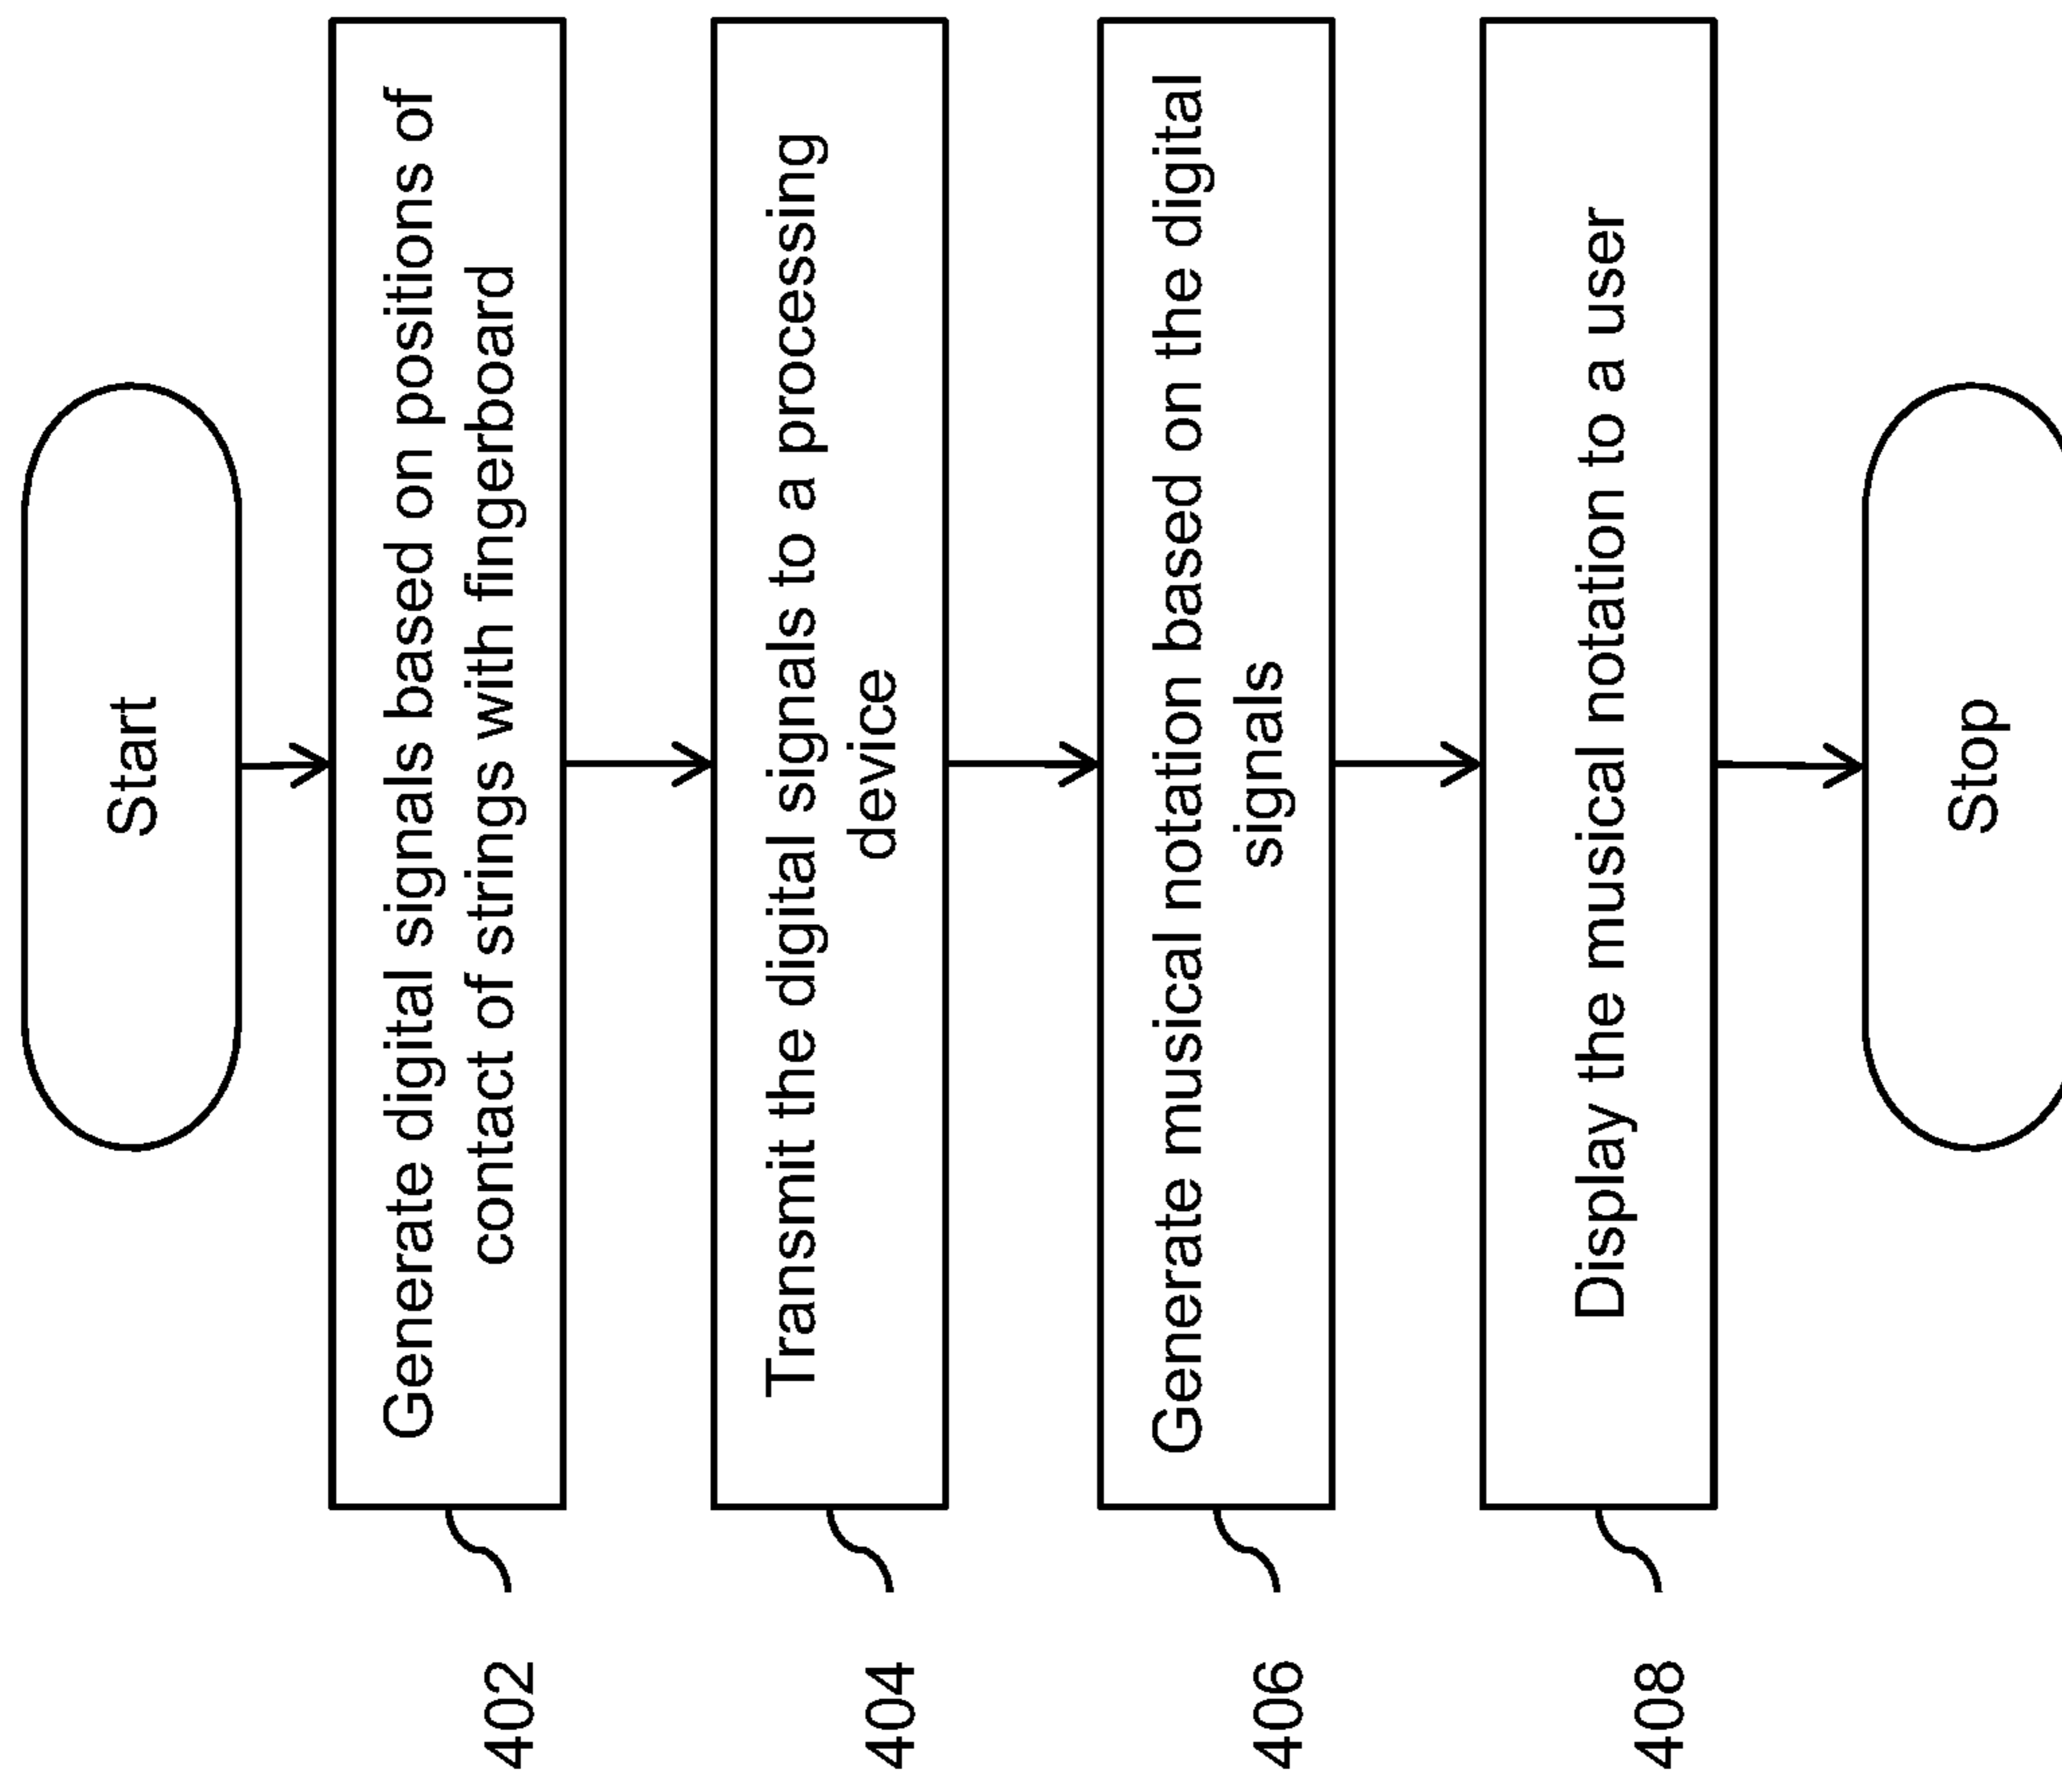 Start
402
Generate digital signals based on positions of
contact of strings with fingerboard
404
Transmit the digital signals to a processing
device
406
Generate musical notation based on the digital
signals
408
Display the musical notation to a user
Stop